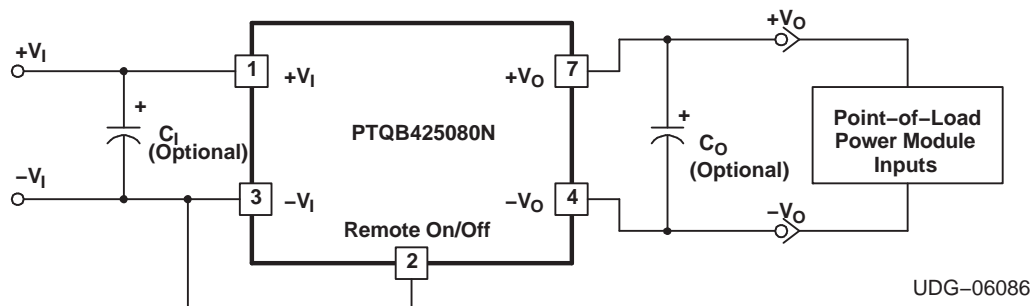 +VO
+VI
1
+VI
+VO
7
PTQB425080N
+
CI
(Optional)
+
CO
(Optional)
Point−of−Load
Power Module
Inputs
−VI
3
−VI
−VO
4
−VO
Remote On/Off
2
UDG−06086